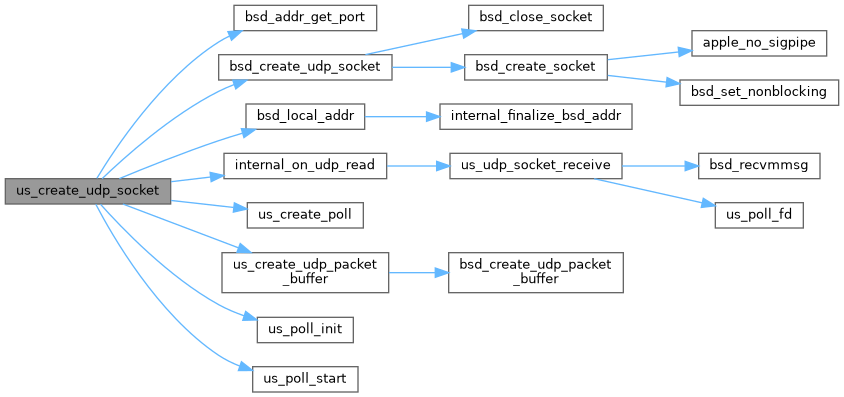 bsd_addr_get_port
bsd_close_socket
apple_no_sigpipe
bsd_create_udp_socket
bsd_create_socket
bsd_set_nonblocking
bsd_local_addr
internal_finalize_bsd_addr
internal_on_udp_read
us_udp_socket_receive
bsd_recvmmsg
us_create_udp_socket
us_create_poll
us_poll_fd
us_create_udp_packet
_buffer
bsd_create_udp_packet
_buffer
us_poll_init
us_poll_start